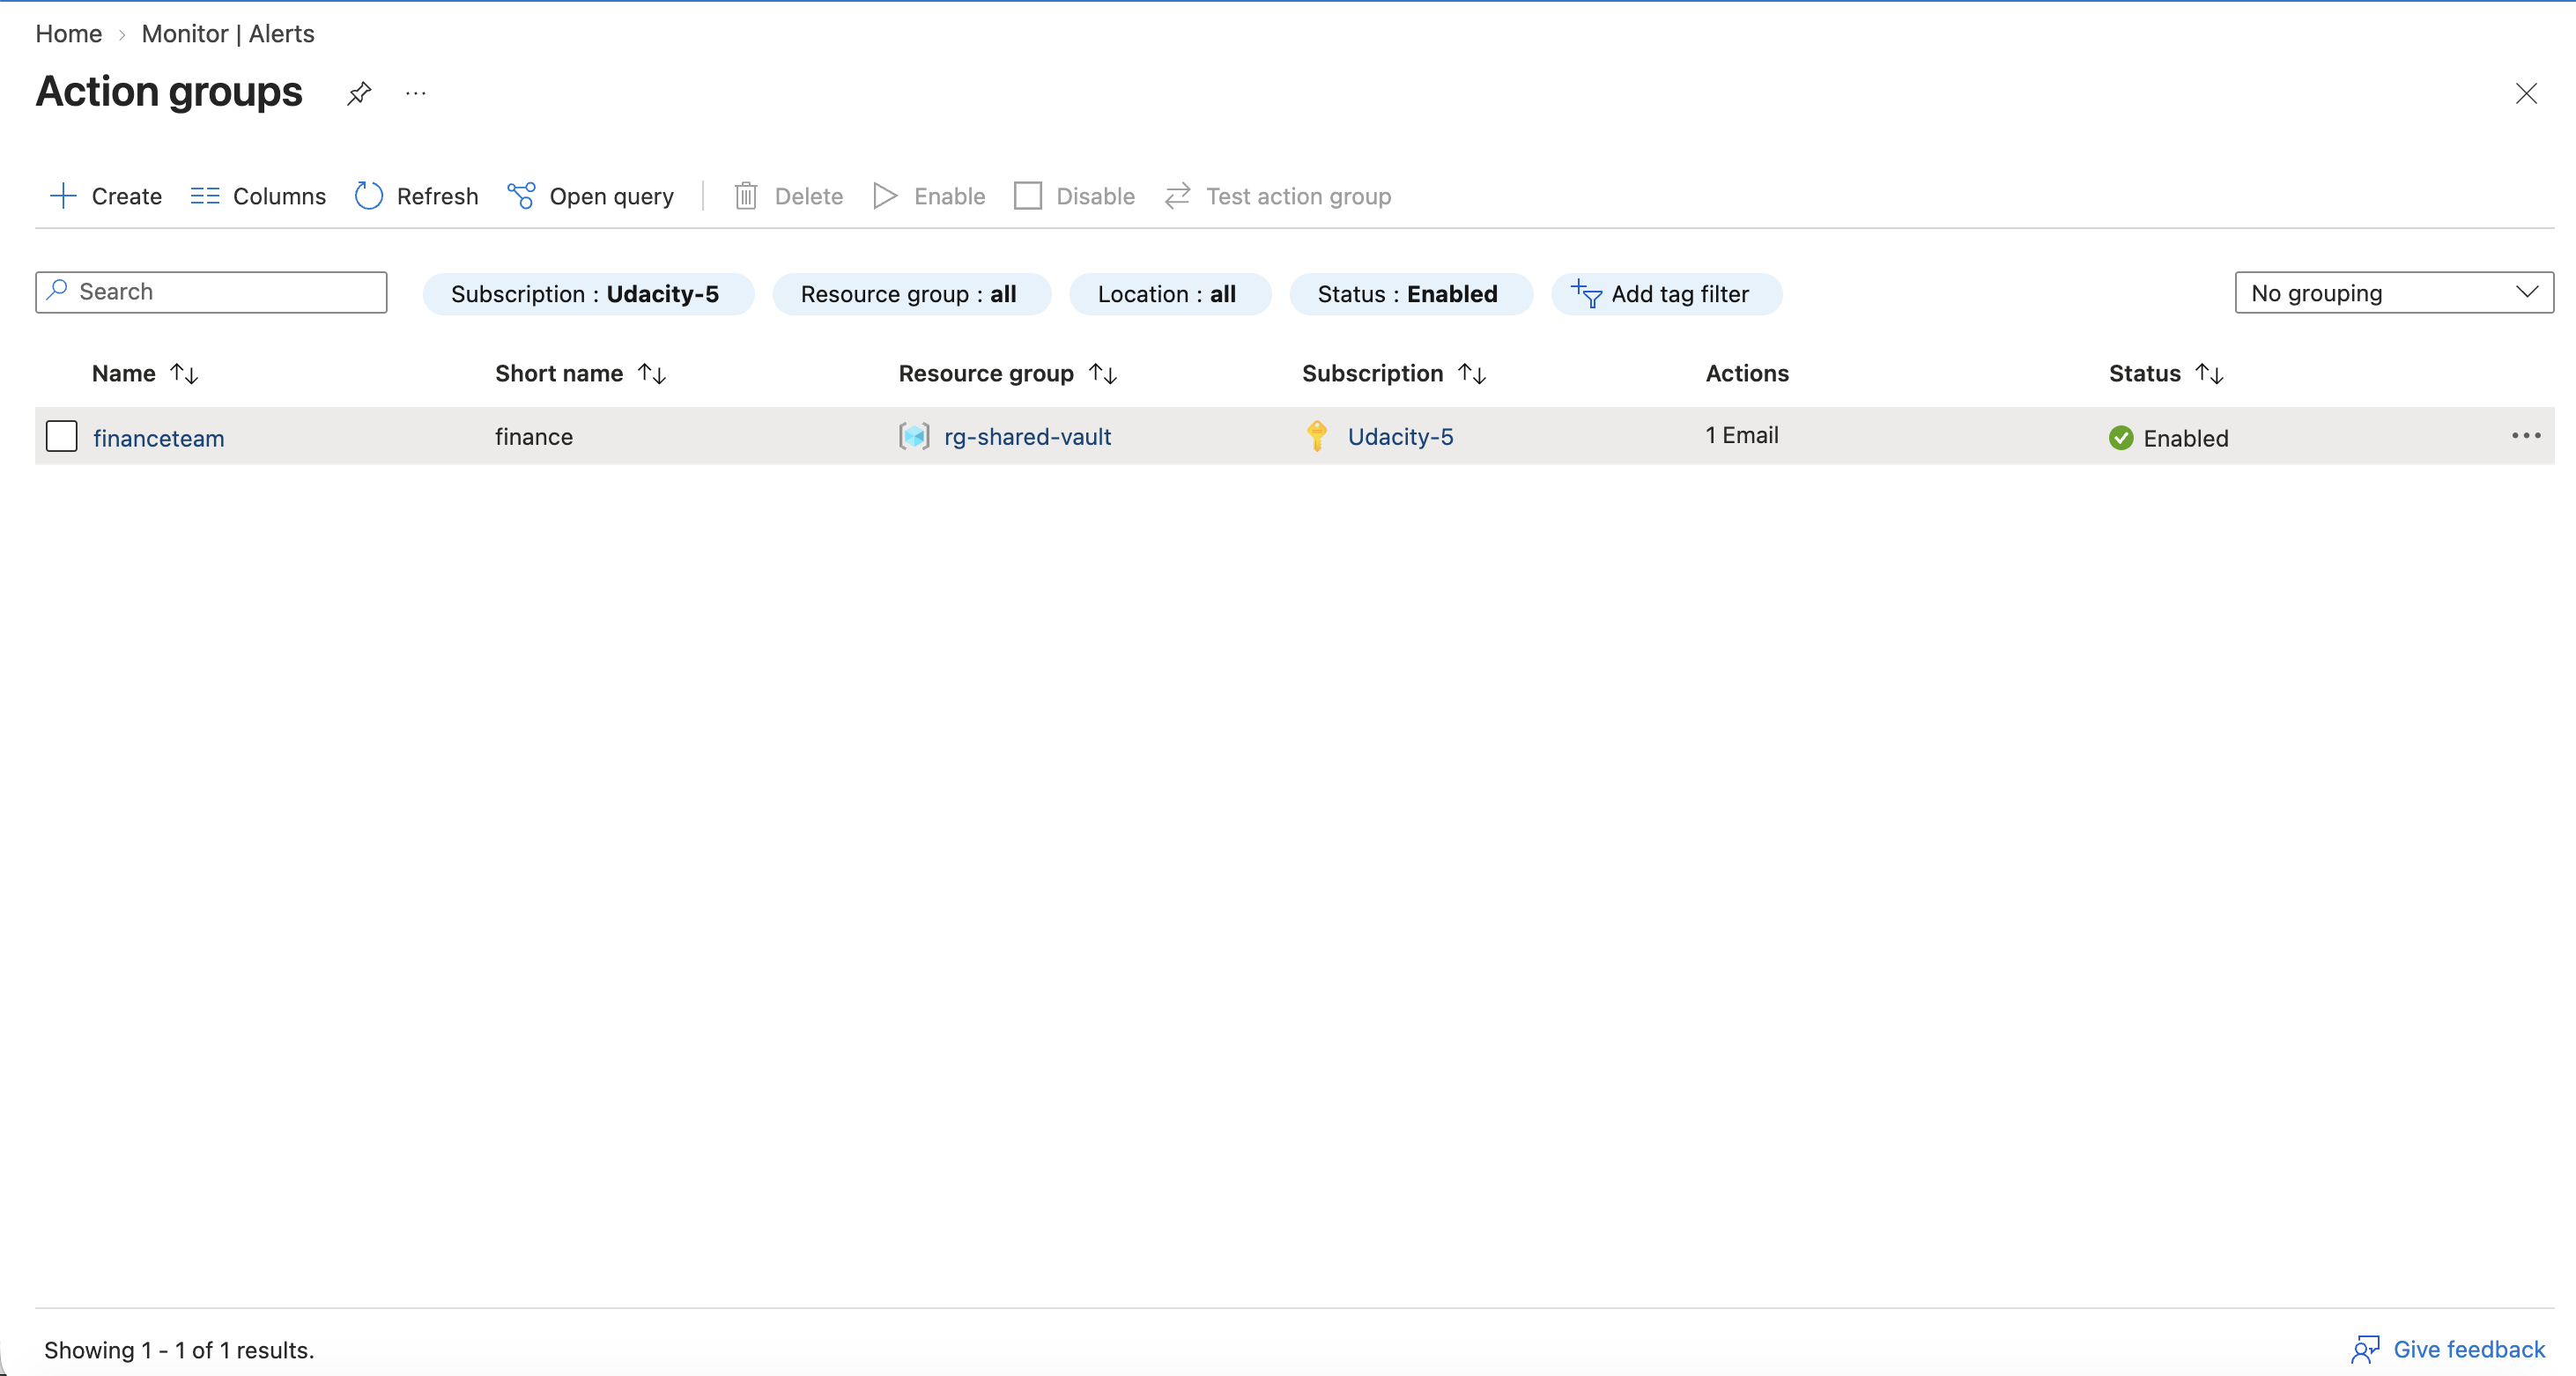 Home > Monitor | Alerts
Action groups
Create Columns Refresh Open query Delete Enable Disable Test action group
Search Subscription : Udacity-5 Resource group : all Location : all Status : Enabled Add tag filter No grouping
Name Short name Resource group Subscription Actions Status
financeteam finance rg-shared-vault Udacity-5 1 Email Enabled
Showing 1 - 1 of 1 results. Give feedback